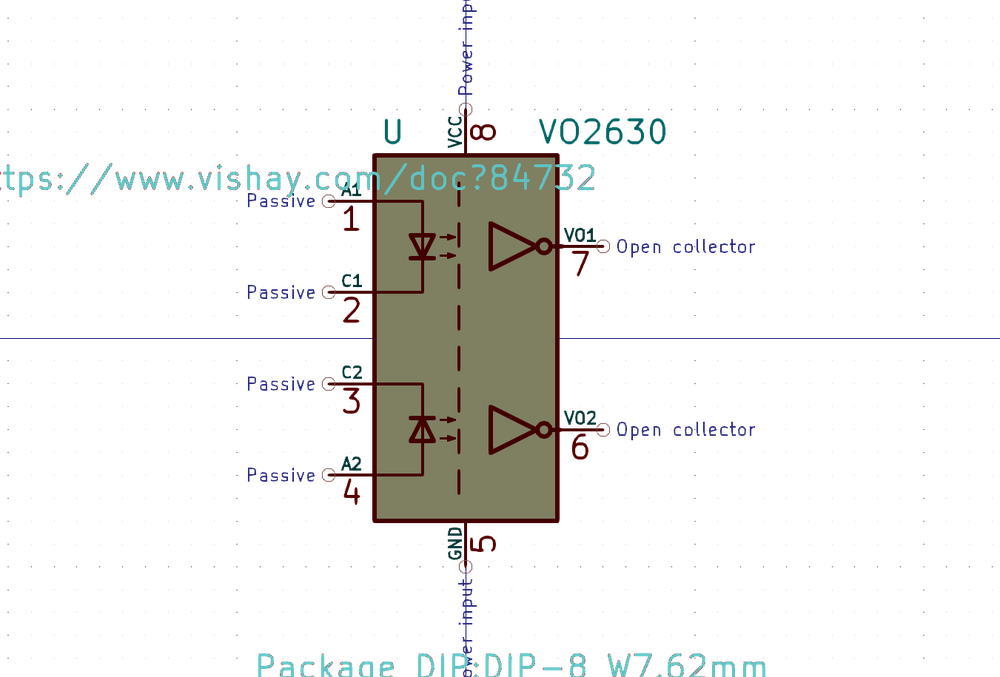 Power inpu
U
VCC
8
VO2630
ttps://www.vishay.com/doc?84732
Passive
A1
1
VO1
7
Open collector
Passive
C1
2
Passive
C2
3
VO2
6
Open collector
Passive
A2
4
GND
5
ower input
Package DIP:DIP-8 W7.62mm